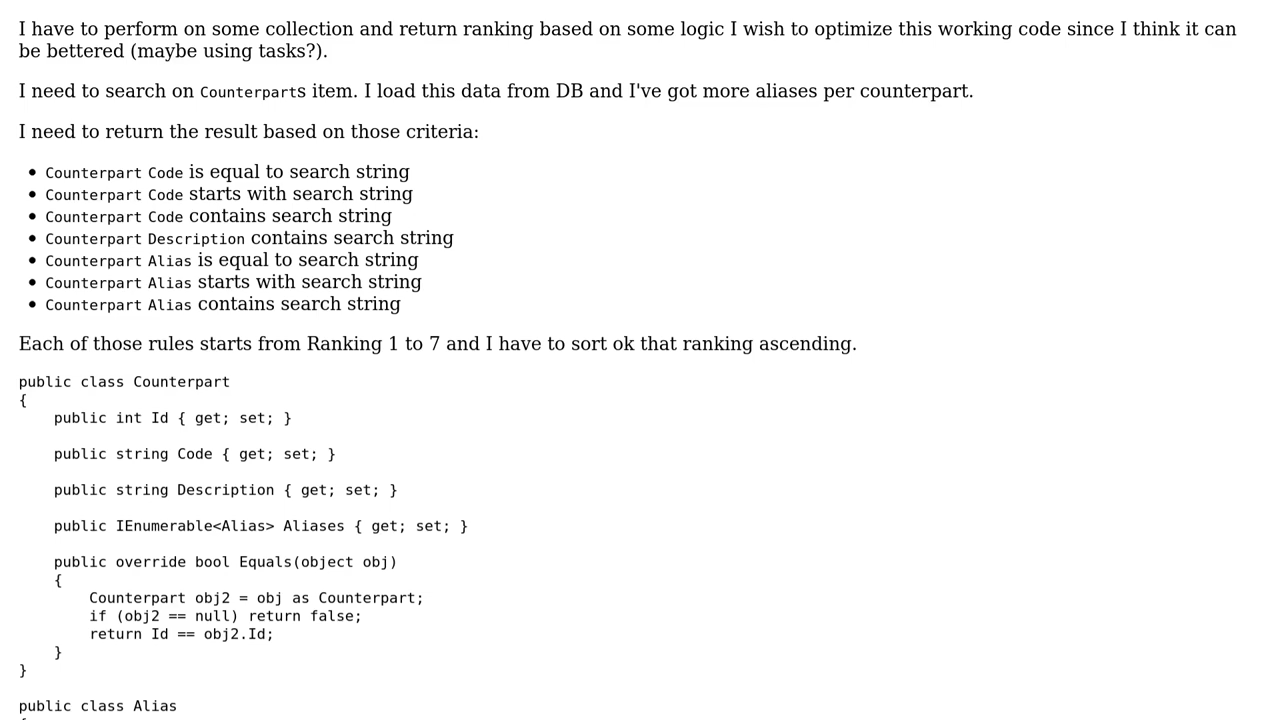 I have to perform on some collection and return ranking based on some logic I wish to optimize this working code since I think it can
be bettered (maybe using tasks?).
I need to search on Counterparts item. I load this data from DB and I've got more aliases per counterpart.
I need to return the result based on those criteria:
• Counterpart Code is equal to search string
• Counterpart Code starts with search string
• Counterpart Code contains search string
• Counterpart Description contains search string
• Counterpart Alias is equal to search string
• Counterpart Alias starts with search string
• Counterpart Alias contains search string
Each of those rules starts from Ranking 1 to 7 and I have to sort ok that ranking ascending.
public class Counterpart
{
    public int Id { get; set; }
    public string Code { get; set; }
    public string Description { get; set; }
    public IEnumerable<Alias> Aliases { get; set; }
    public override bool Equals(object obj)
    {
        Counterpart obj2 = obj as Counterpart;
        if (obj2 == null) return false;
        return Id == obj2.Id;
    }
}
public class Alias